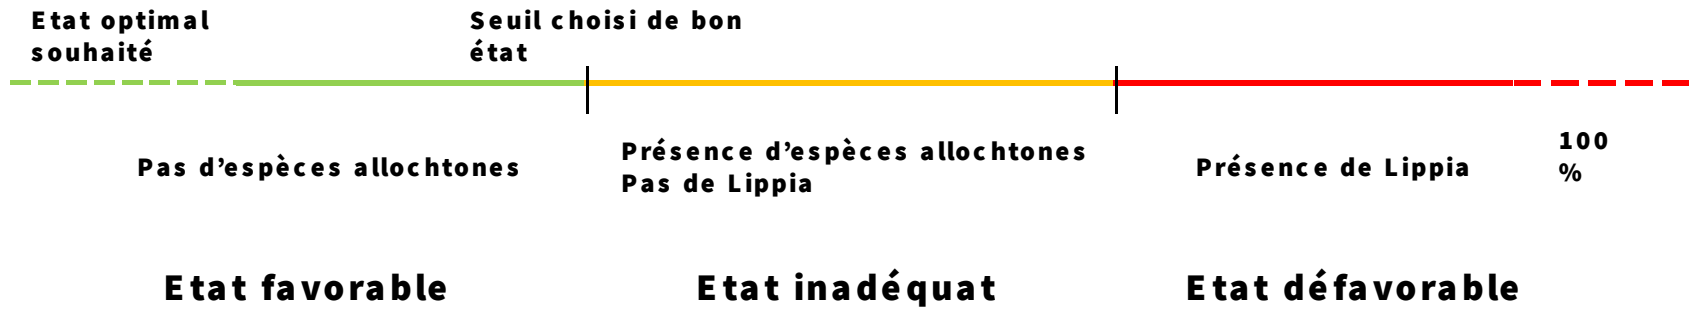 Etat optimal
souhaité
Seuil choisi de bon
état
Pas d’espèces allochtones
Présence d’espèces allochtones
Pas de Lippia
Présence de Lippia
100
%
Etat favorable
Etat inadéquat
Etat défavorable